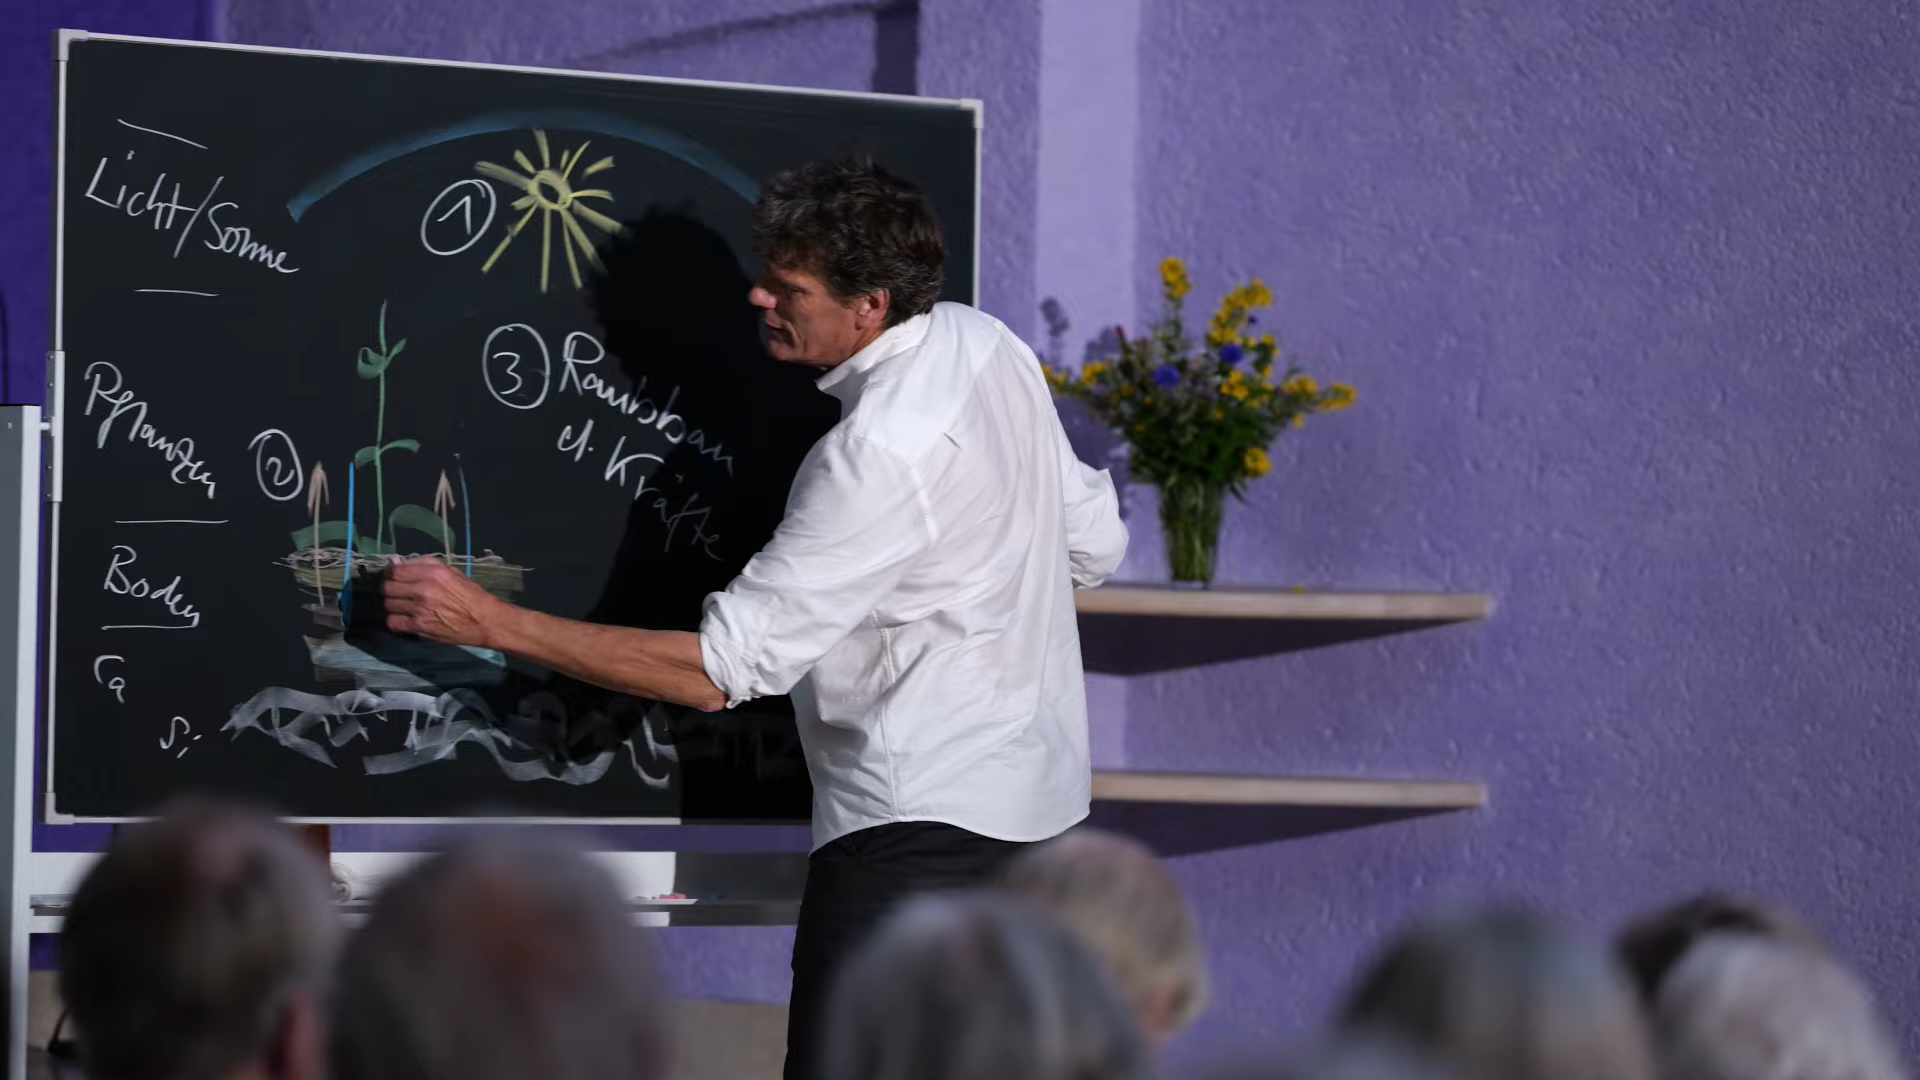 Licht/Sonne
①
③ Raubbau
d. Kräfte
Pflanzen
②
Boden
Ca
Si